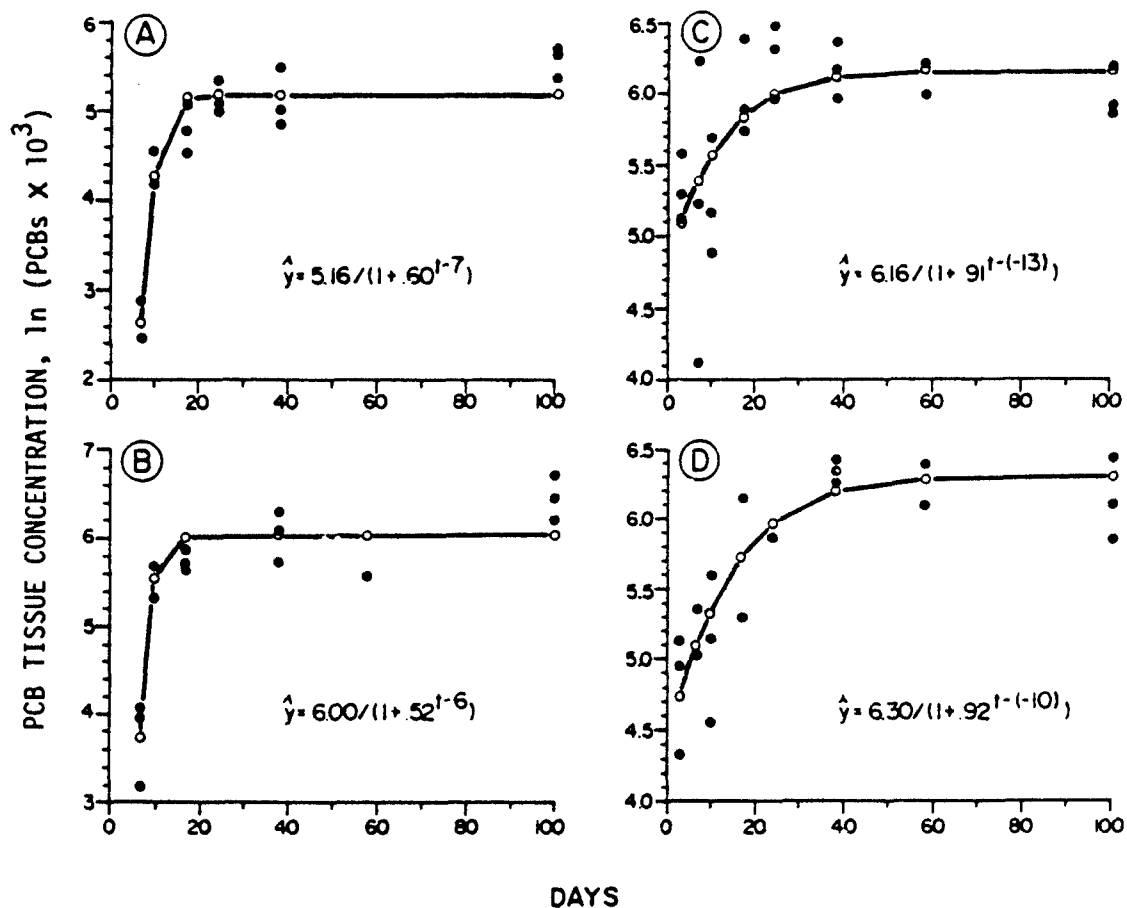 PCB TISSUE CONCENTRATION, ln (PCBs X 10³)
A
6
5
4
3
2
0 20 40 60 80 100
ŷ = 5.16/(1+ .60^t-7)
C
6.5
6.0
5.5
5.0
4.5
4.0
0 20 40 60 80 100
ŷ = 6.16/(1+ .91^t-(-13))
B
7
6
5
4
3
0 20 40 60 80 100
ŷ = 6.00/(1+ .52^t-6)
D
6.5
6.0
5.5
5.0
4.5
4.0
0 20 40 60 80 100
ŷ = 6.30/(1+ .92^t-(-10))
DAYS